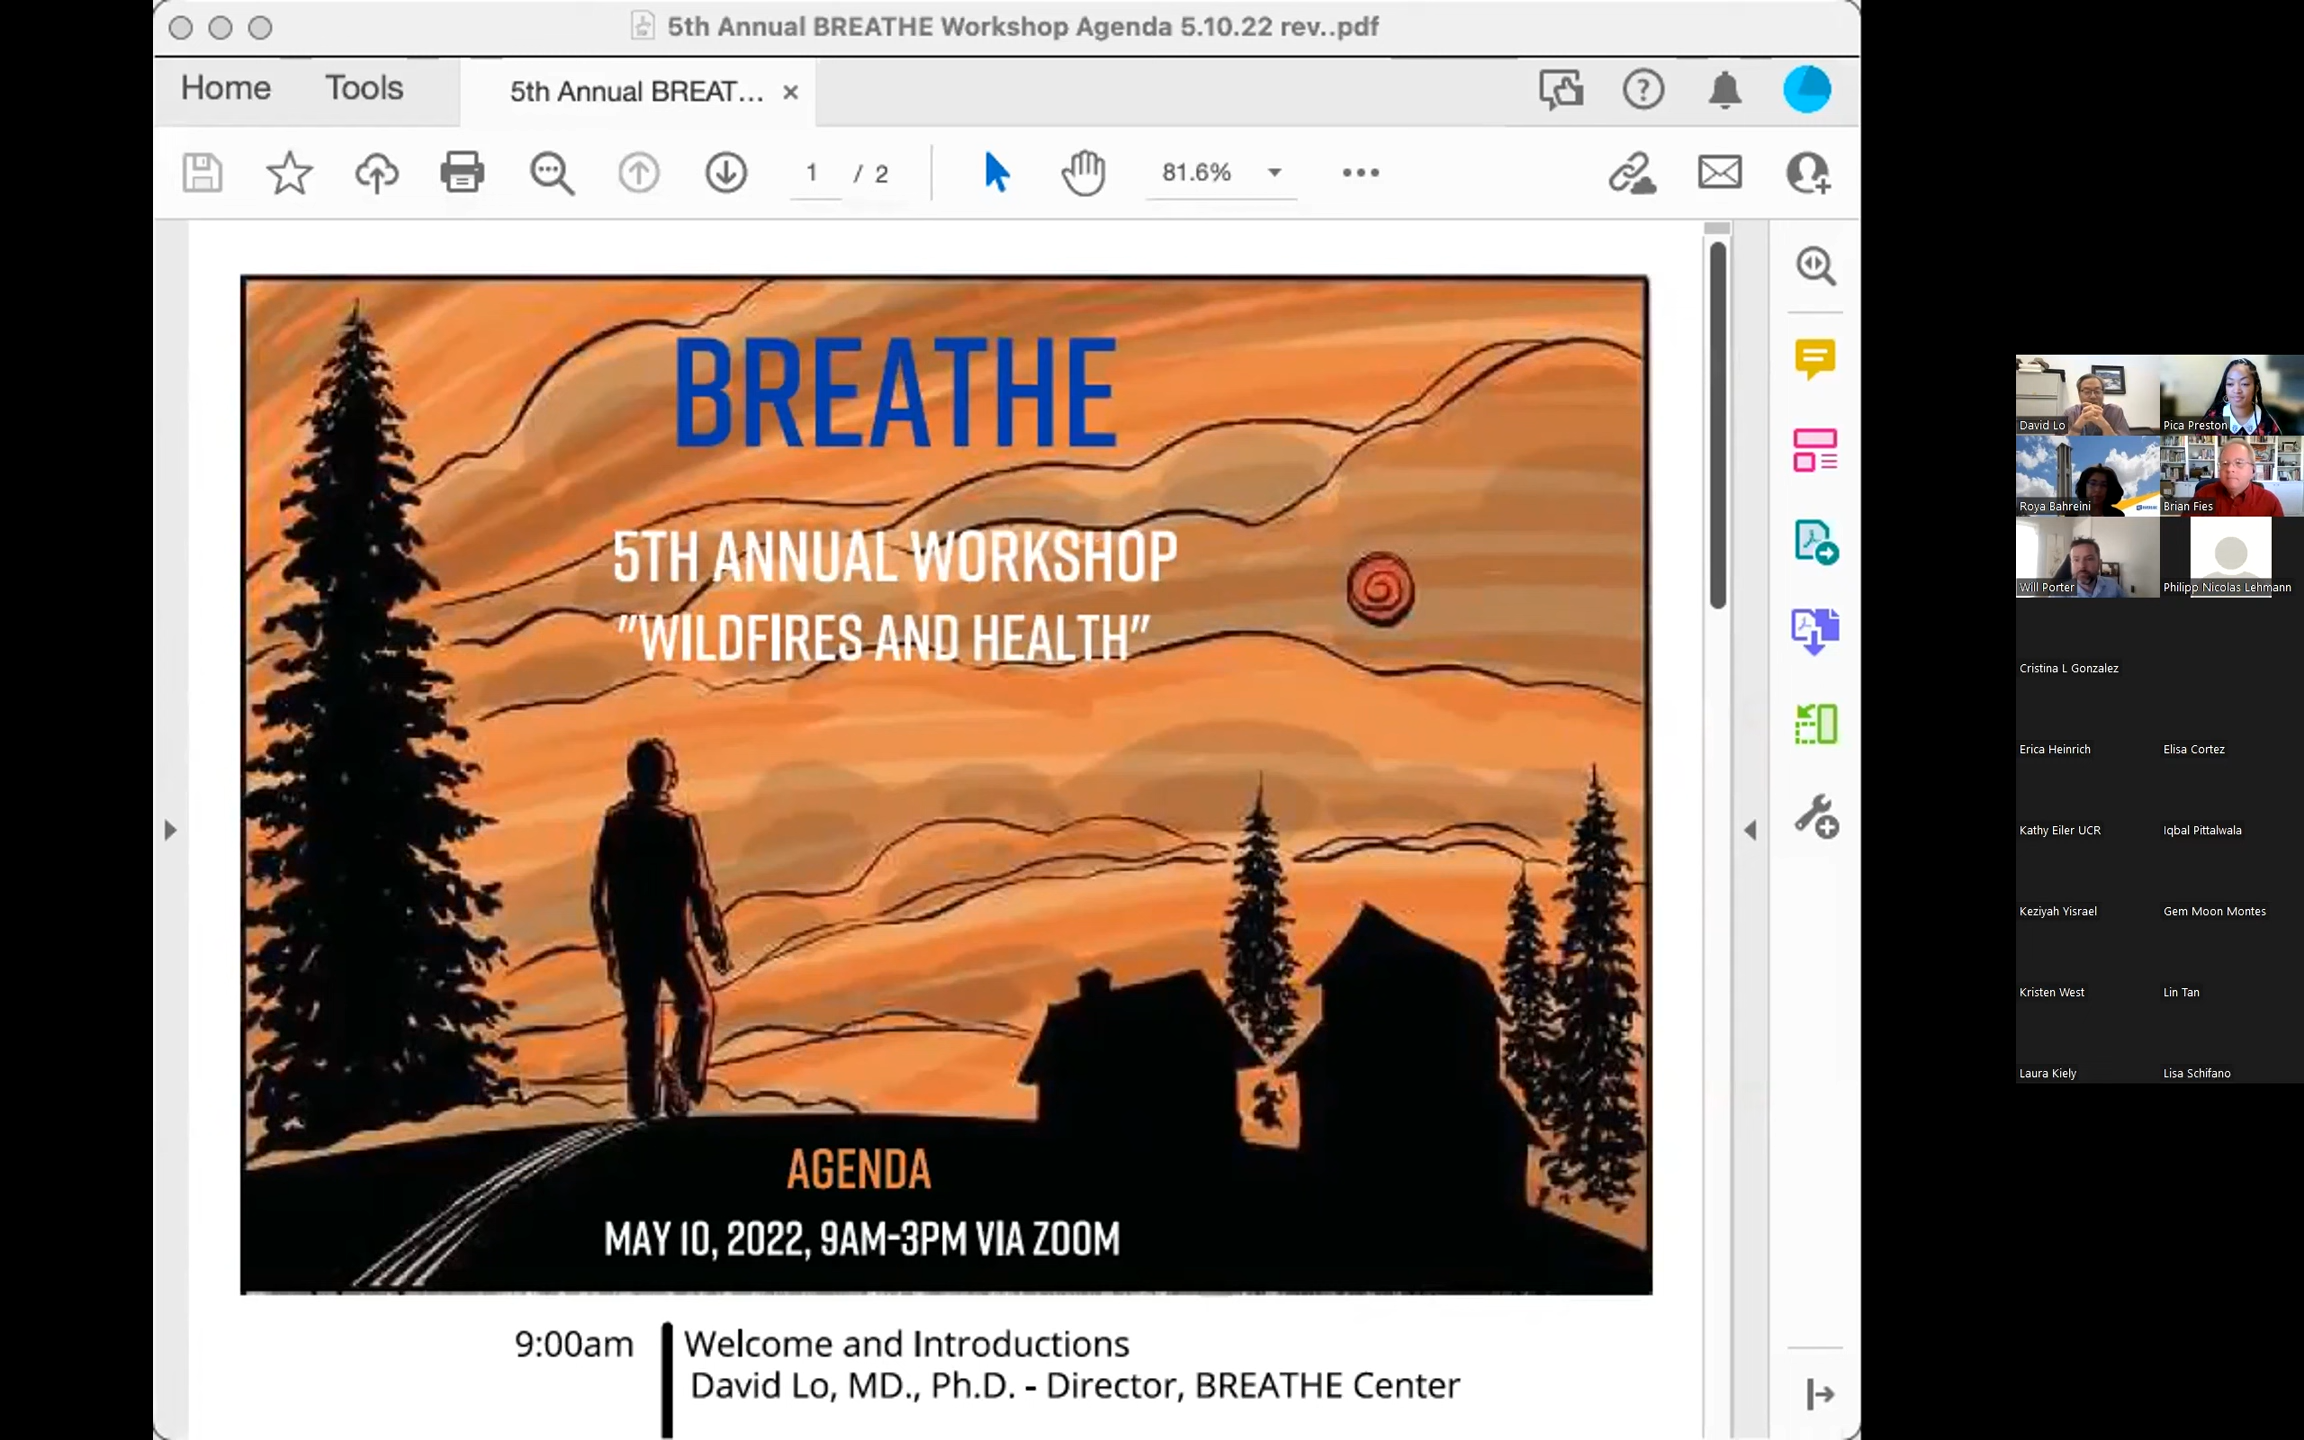 5th Annual BREATHE Workshop Agenda 5.10.22 rev..pdf
Home Tools 5th Annual BREAT... ×
1 / 2 81.6%
BREATHE
5TH ANNUAL WORKSHOP
"WILDFIRES AND HEALTH"
AGENDA
MAY 10, 2022, 9AM-3PM VIA ZOOM
9:00am Welcome and Introductions
David Lo, MD., Ph.D. - Director, BREATHE Center
David Lo Pica Preston
Roya Bahreini Brian Fies
Will Porter Philipp Nicolas Lehmann
Cristina L Gonzalez
Erica Heinrich Elisa Cortez
Kathy Eiler UCR Iqbal Pittalwala
Keziyah Yisrael Gem Moon Montes
Kristen West Lin Tan
Laura Kiely Lisa Schifano